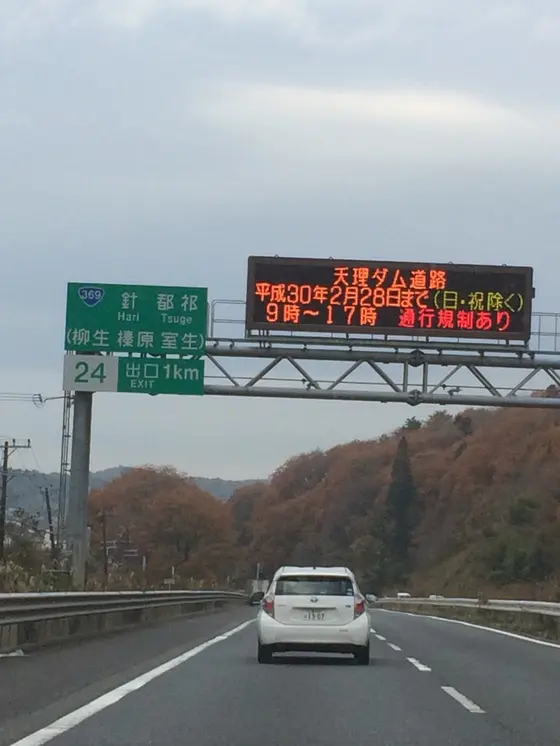 369
針 都祁
Hari Tsuge
(柳生 榛原 室生)
24 出口 1km
EXIT
天理ダム道路
平成30年2月28日まで(日・祝除く)
9時〜17時 通行規制あり